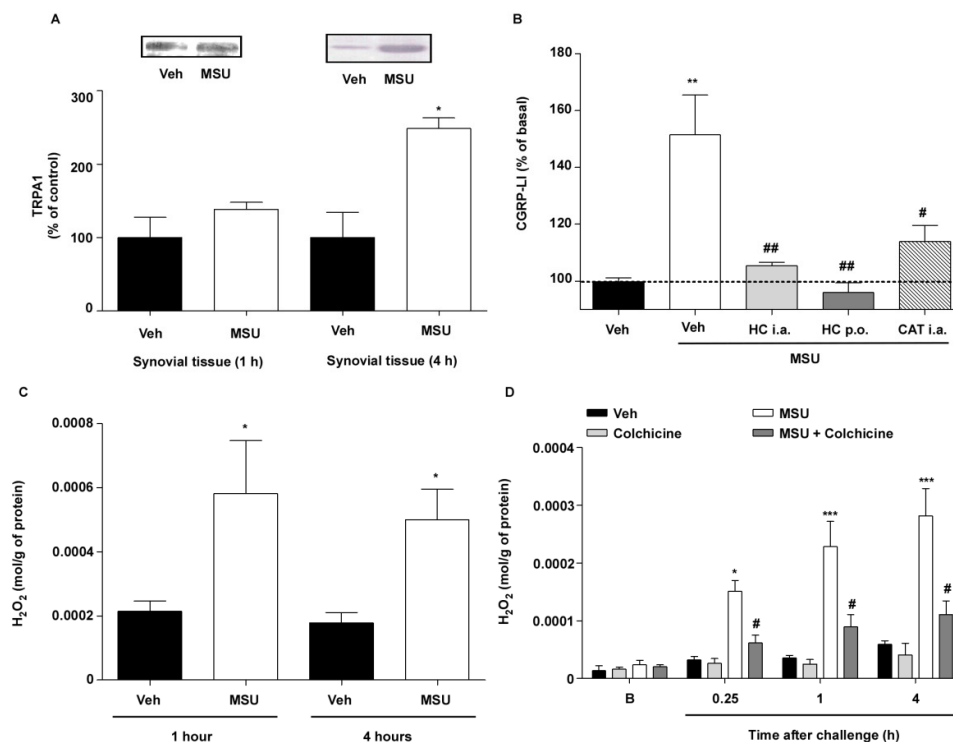 A
Veh MSU
Veh MSU
300
200
100
0
TRPA1
(% of control)
*
Veh MSU Veh MSU
Synovial tissue (1 h) Synovial tissue (4 h)
B
180
160
140
120
100
CGRP-LI (% of basal)
**
##
##
#
Veh Veh HC i.a. HC p.o. CAT i.a.
MSU
C
0.0008
0.0006
0.0004
0.0002
0
H2O2 (mol/g of protein)
*
*
Veh MSU Veh MSU
1 hour 4 hours
D
Veh MSU
Colchicine MSU + Colchicine
0.0004
0.0003
0.0002
0.0001
0
H2O2 (mol/g of protein)
*
#
***
#
***
#
B 0.25 1 4
Time after challenge (h)